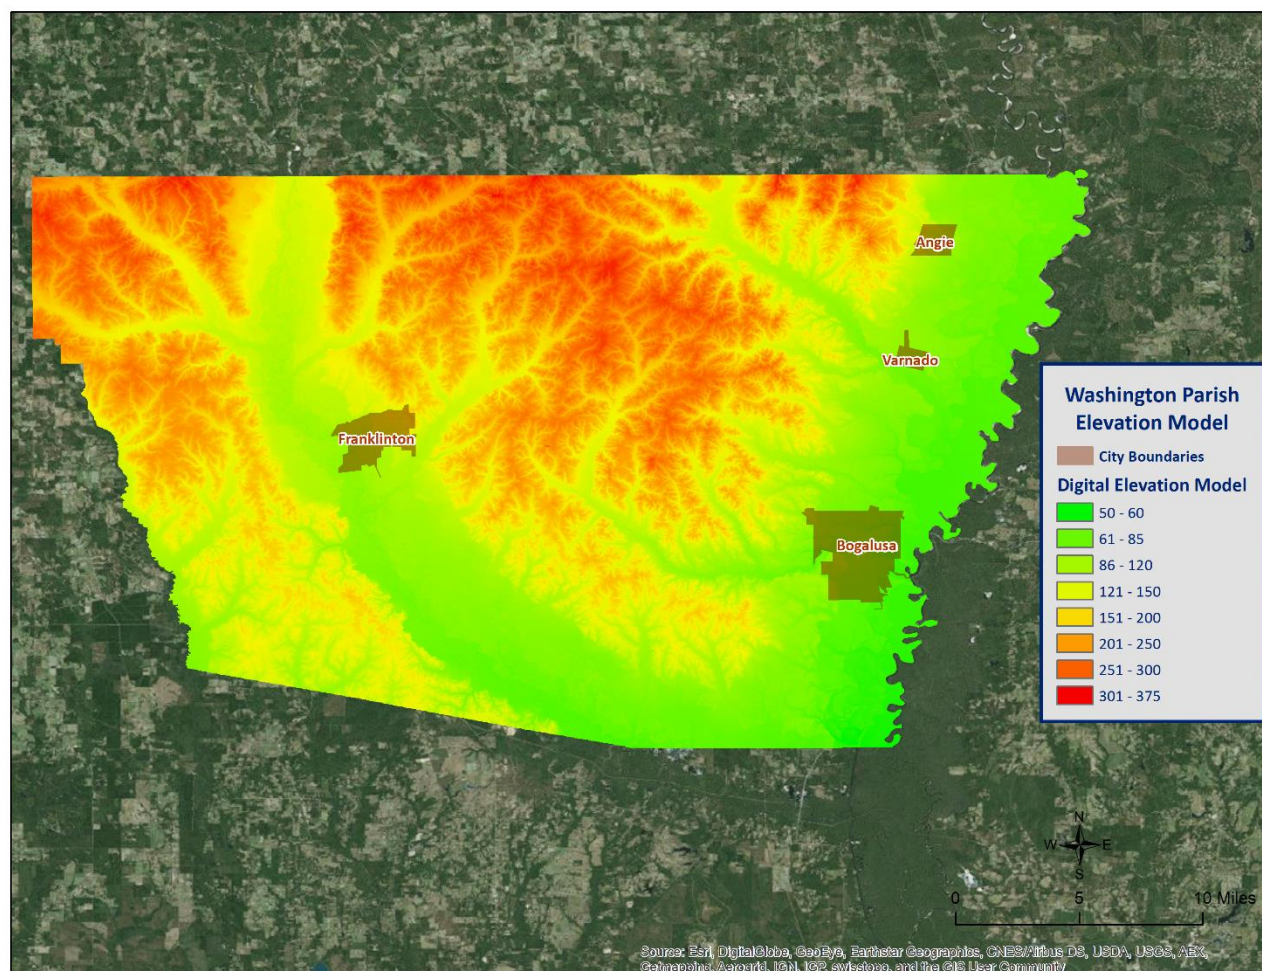 Angie
Varnado
Franklinton
Bogalusa
Washington Parish
Elevation Model
City Boundaries
Digital Elevation Model
50 - 60
61 - 85
86 - 120
121 - 150
151 - 200
201 - 250
251 - 300
301 - 375
N
W E
S
0 5 10 Miles
Source: Esri, DigitalGlobe, GeoEye, Earthstar Geographics, CNES/Airbus DS, USDA, USGS, AEX,
Getmapping, Aerogrid, IGN, IGP, swisstopo, and the GIS User Community